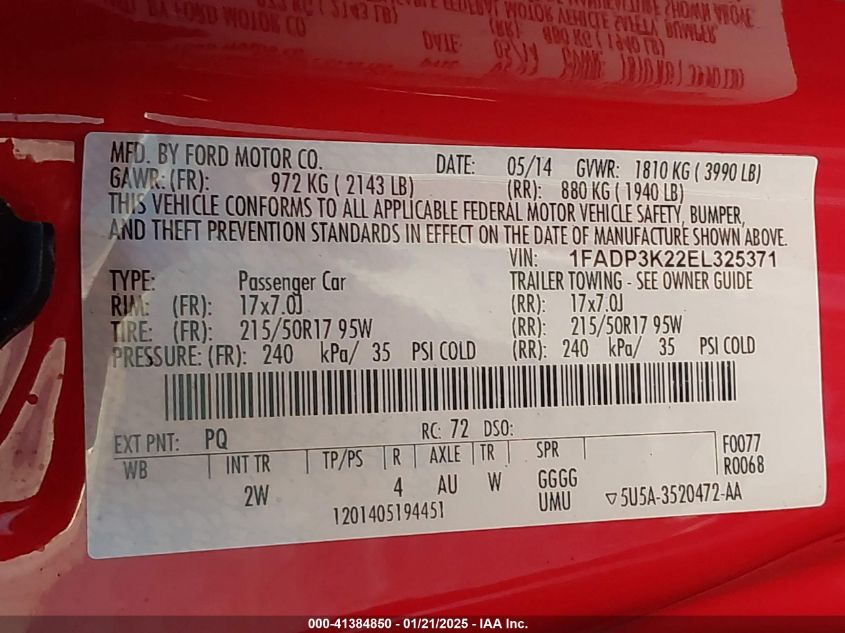 MFD. BY FORD MOTOR CO. DATE: 05/14 GVWR: 1810 KG ( 3990 LB)
GAWR: (FR): 972 KG ( 2143 LB) (RR): 880 KG ( 1940 LB)
THIS VEHICLE CONFORMS TO ALL APPLICABLE FEDERAL MOTOR VEHICLE SAFETY, BUMPER,
AND THEFT PREVENTION STANDARDS IN EFFECT ON THE DATE OF MANUFACTURE SHOWN ABOVE.
VIN: 1FADP3K22EL325371
TYPE: Passenger Car TRAILER TOWING - SEE OWNER GUIDE
RIM: (FR): 17x7.0J (RR): 17x7.0J
TIRE: (FR): 215/50R17 95W (RR): 215/50R17 95W
PRESSURE: (FR): 240 kPa/ 35 PSI COLD (RR): 240 kPa/ 35 PSI COLD
EXT PNT: PQ RC: 72 DSO: F0077
WB INT TR TP/PS R AXLE TR SPR R0068
2W 4 AU W GGGG
UMU
1201405194451 ▽5U5A-3520472-AA
000-41384850 / 01/21/2025 - IAA Inc.